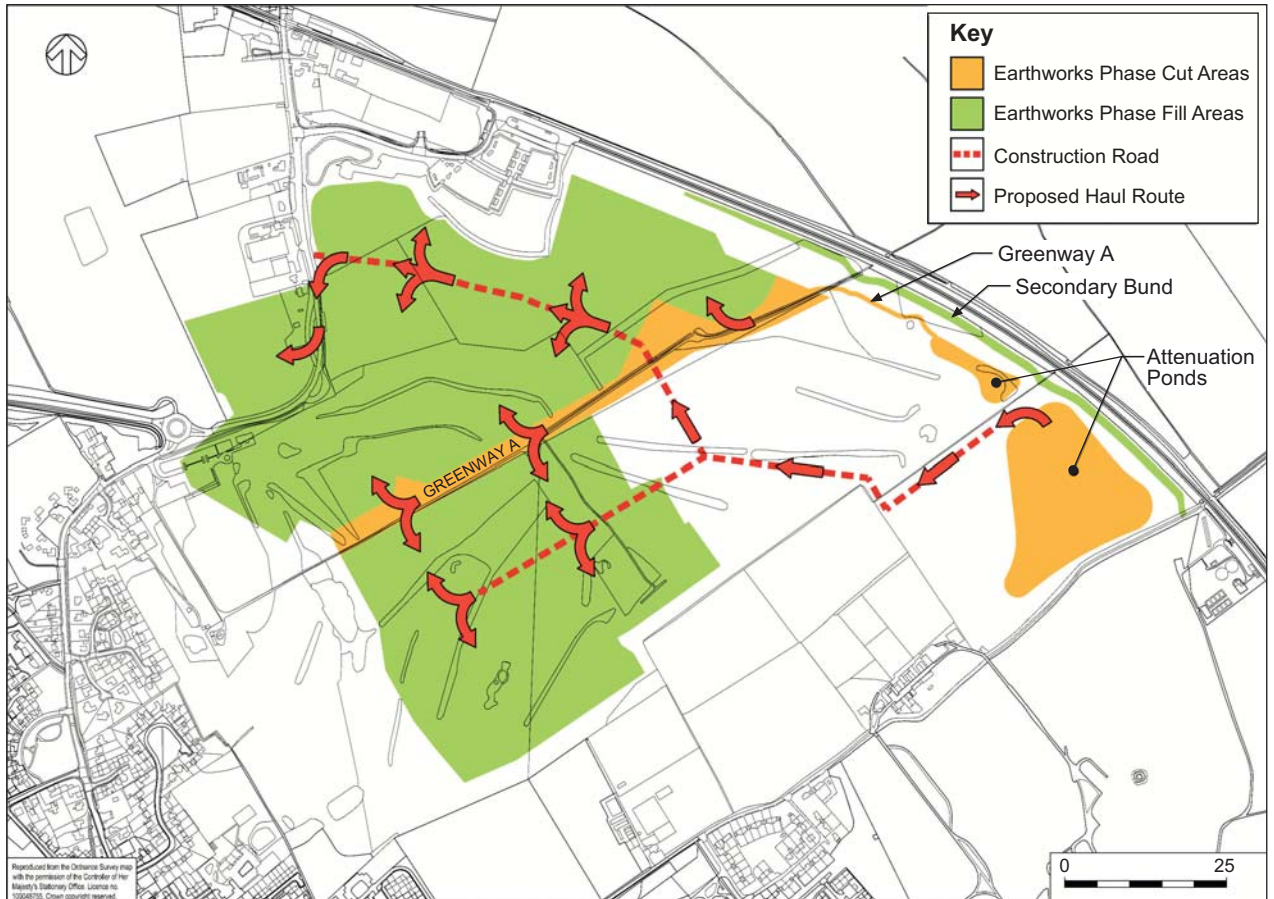 Key
Earthworks Phase Cut Areas
Earthworks Phase Fill Areas
Construction Road
Proposed Haul Route
Greenway A
Secondary Bund
Attenuation
Ponds
GREENWAY A
0 25
Reproduced from the Ordnance Survey map
with the permission of the Controller of Her
Majesty's Stationery Office. Licence no.
100048755. Crown copyright reserved.